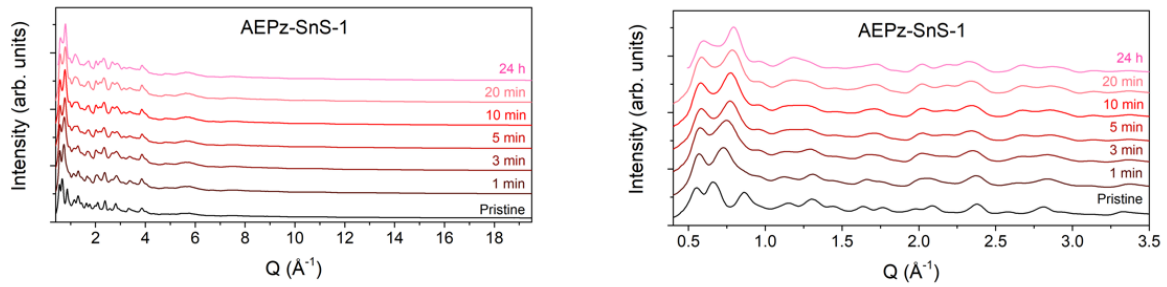 AEPz-SnS-1
Intensity (arb. units)
24 h
20 min
10 min
5 min
3 min
1 min
Pristine
2 4 6 8 10 12 14 16 18
Q (Å⁻¹)
AEPz-SnS-1
Intensity (arb. units)
24 h
20 min
10 min
5 min
3 min
1 min
Pristine
0.5 1.0 1.5 2.0 2.5 3.0 3.5
Q (Å⁻¹)